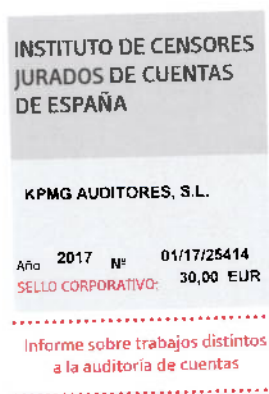 INSTITUTO DE CENSORES
JURADOS DE CUENTAS
DE ESPAÑA
KPMG AUDITORES, S.L.
Año 2017 Nº 01/17/25414
SELLO CORPORATIVO: 30,00 EUR
Informe sobre trabajos distintos
a la auditoría de cuentas